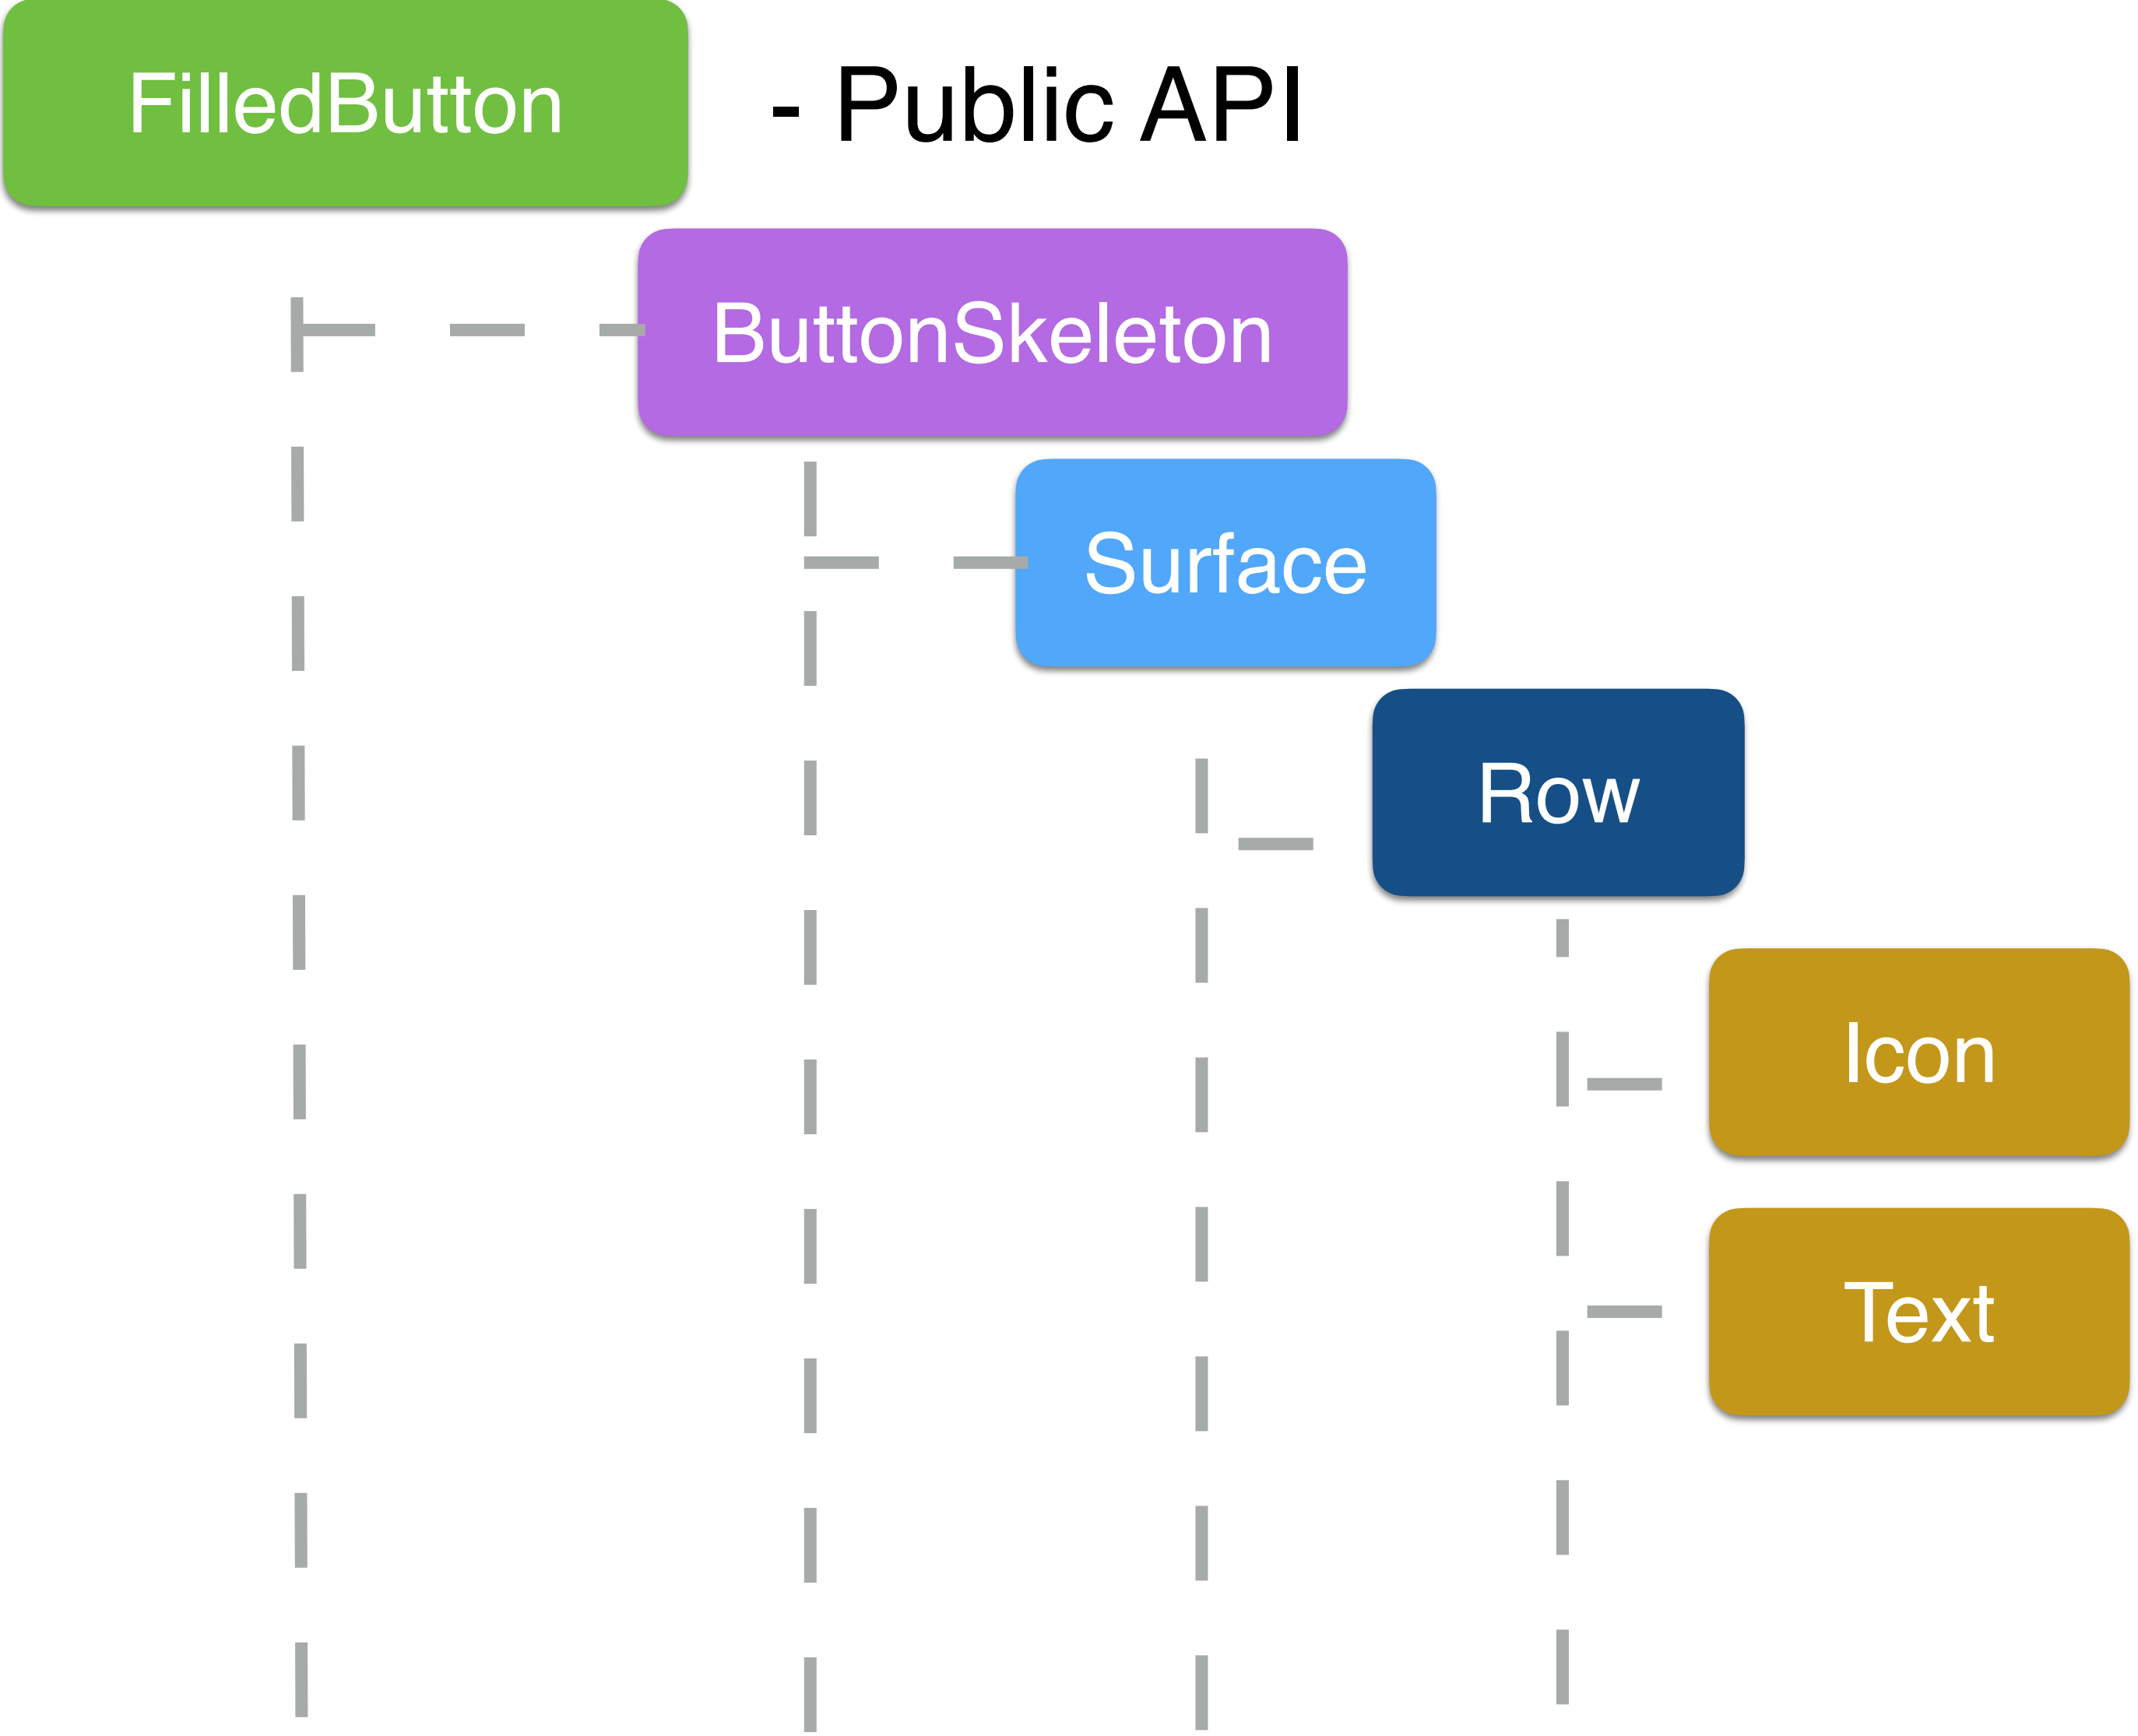 FilledButton - Public API
ButtonSkeleton
Surface
Row
Icon
Text